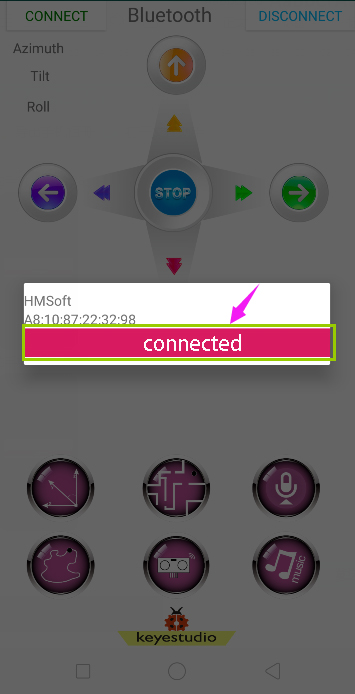 CONNECT
Bluetooth
DISCONNECT
Azimuth
Tilt
Roll
STOP
HMSoft
A8:10:87:22:32:98
connected
music
keyestudio